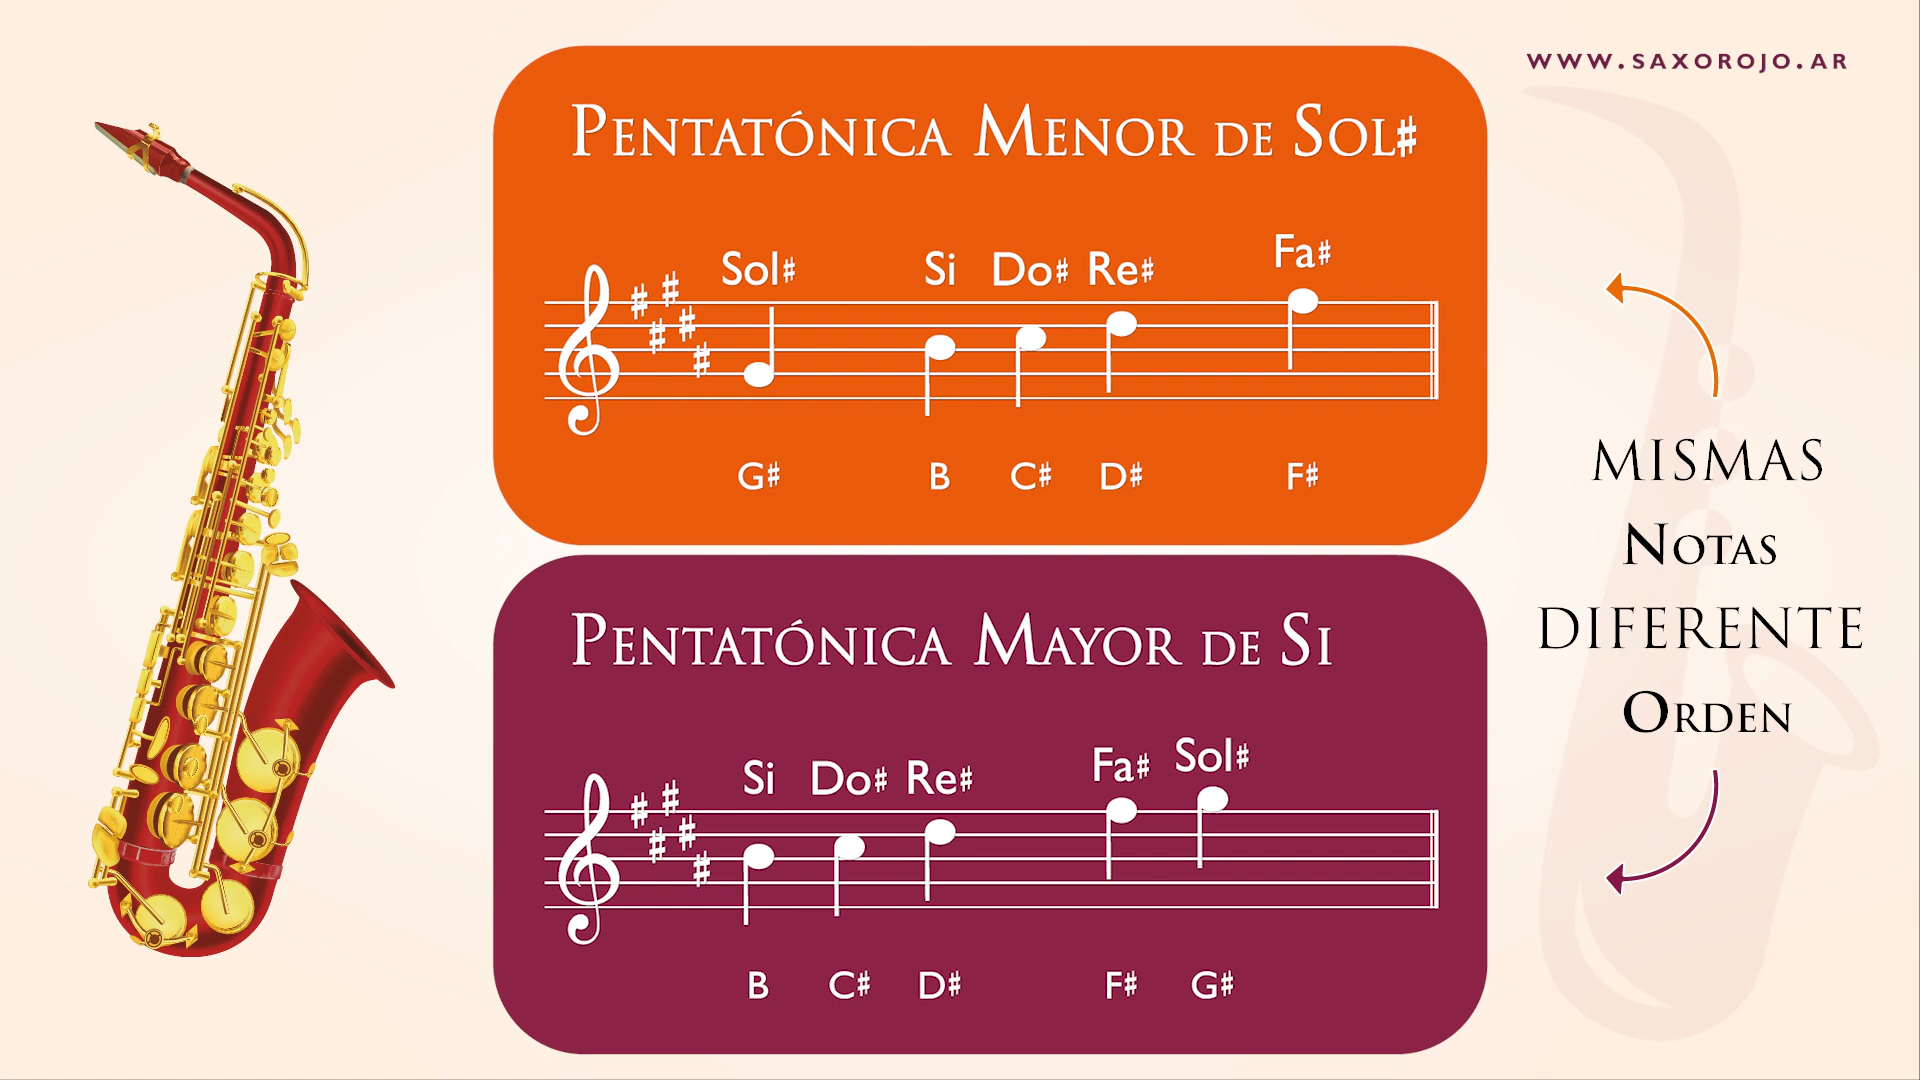 WWW.SAXOROJO.AR
Pentatónica Menor de Sol#
Sol# Si Do# Re# Fa#
G# B C# D# F#
Pentatónica Mayor de Si
Si Do# Re# Fa# Sol#
B C# D# F# G#
MISMAS
Notas
DIFERENTE
Orden